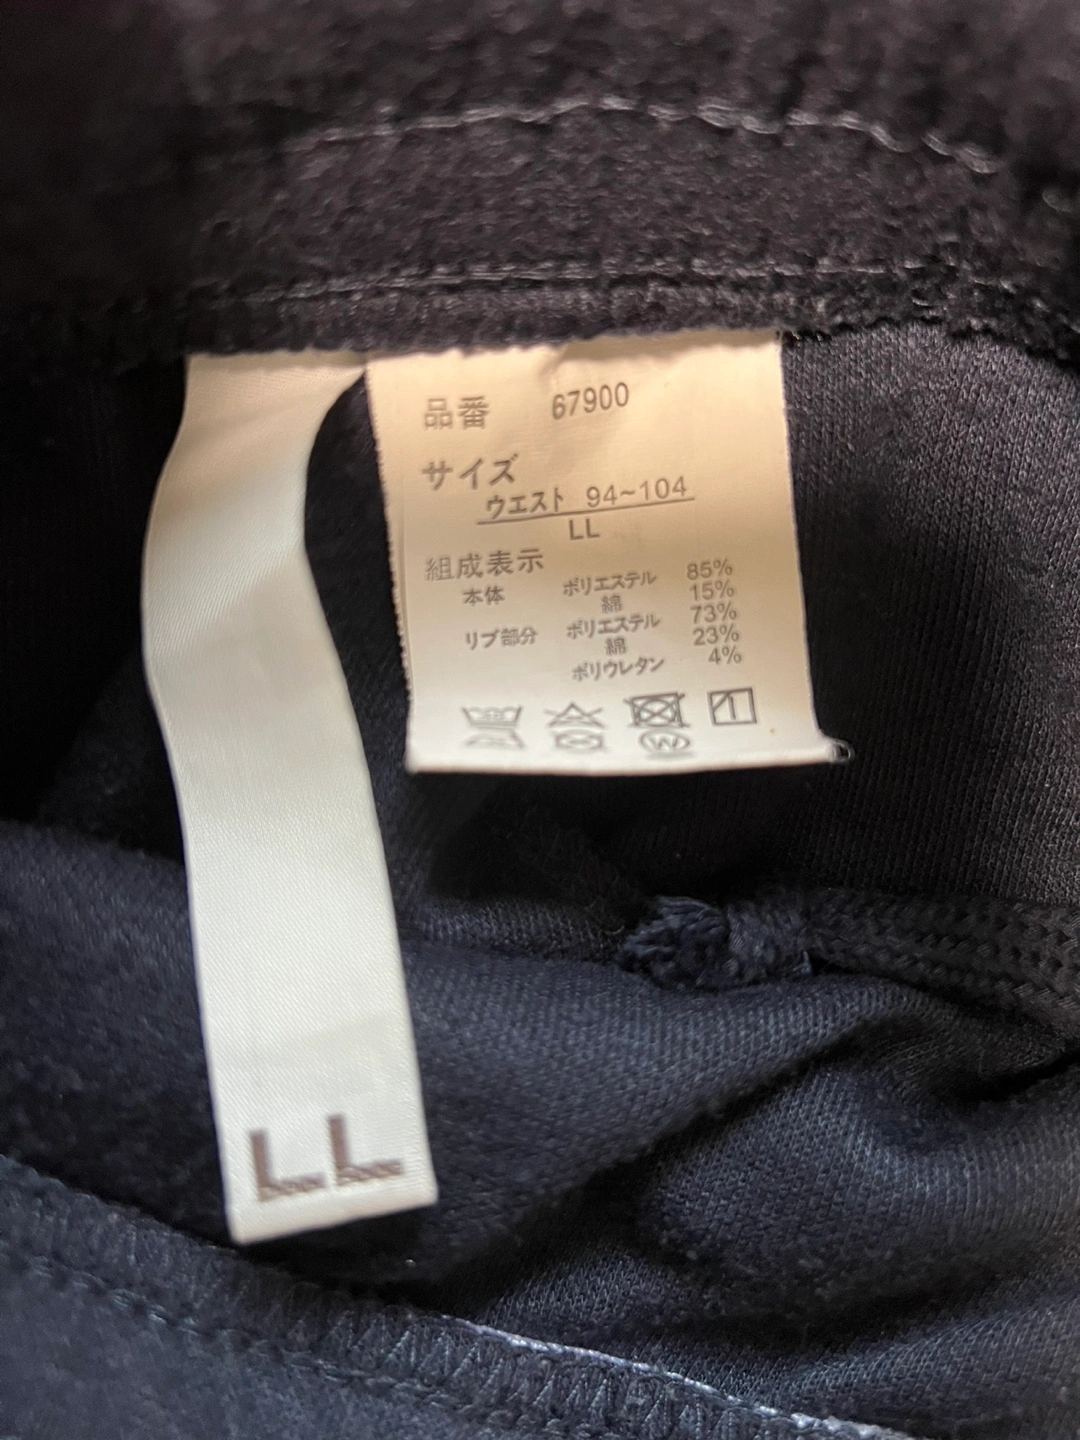 品番 67900
サイズ
ウエスト 94~104
LL
組成表示
本体 ポリエステル 85%
綿 15%
リブ部分 ポリエステル 73%
綿 23%
ポリウレタン 4%
W
LL